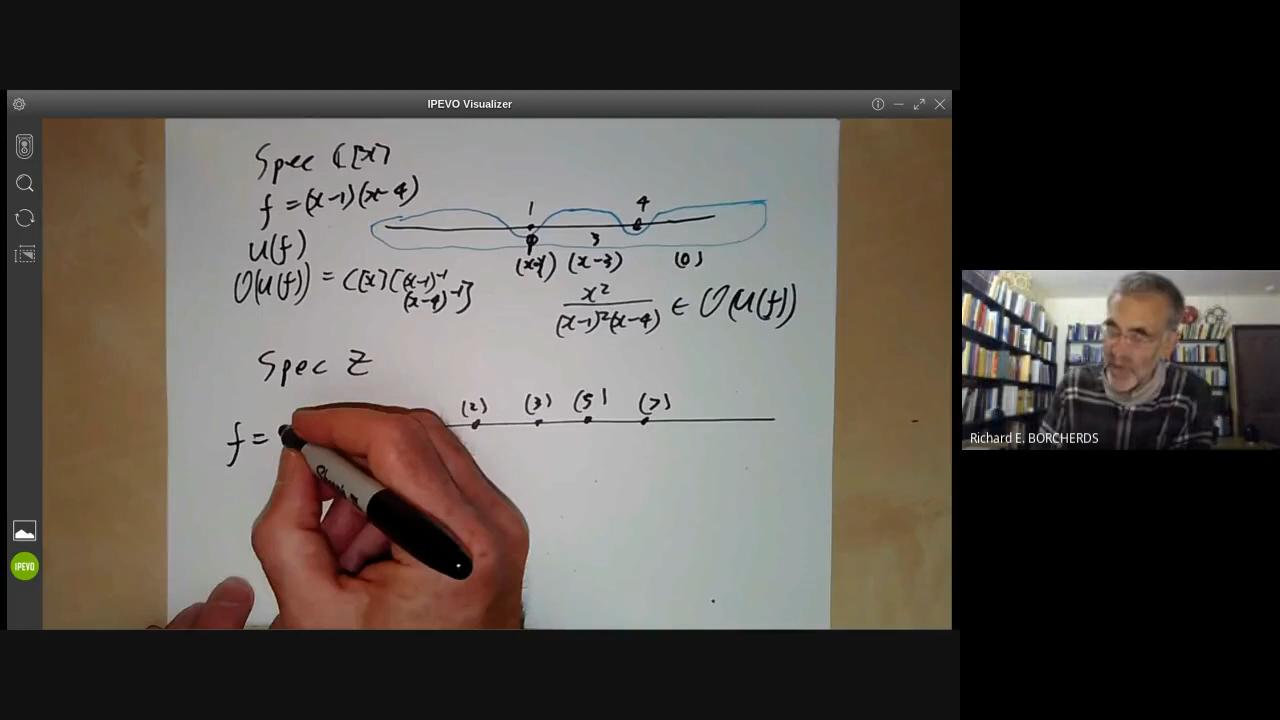 IPEVO Visualizer
Spec ℂ[x]
f = (x-1)(x-4)
1 4
U(f)
3
(x-1) (x-3) (0)
O(U(f)) = ℂ[x][(x-1)⁻¹
(x-4)⁻¹]
x²
(x-1)²(x-4) ∈ O(U(f))
Spec Z
(2) (3) (5) (7)
f =
IPEVO
Richard E. BORCHERDS